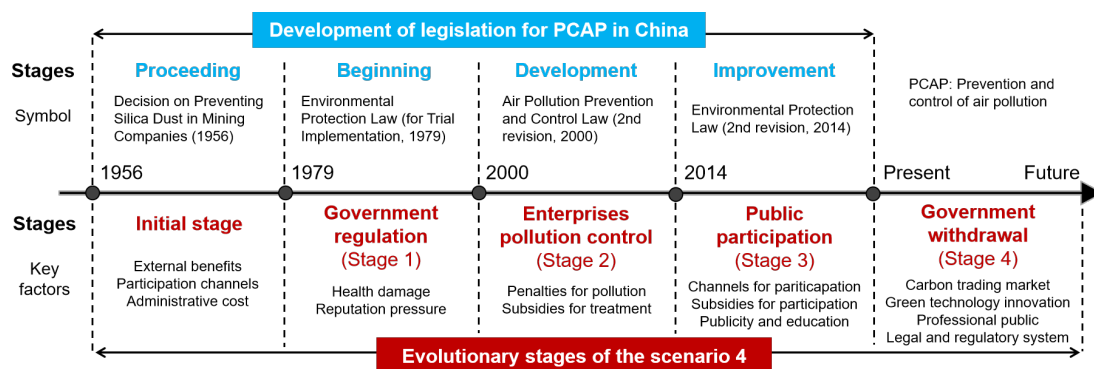 Development of legislation for PCAP in China
Stages
Proceeding
Beginning
Development
Improvement
Symbol
Decision on Preventing
Silica Dust in Mining
Companies (1956)
Environmental
Protection Law (for Trial
Implementation, 1979)
Air Pollution Prevention
and Control Law (2nd
revision, 2000)
Environmental Protection
Law (2nd revision, 2014)
PCAP: Prevention and
control of air pollution
1956
1979
2000
2014
Present
Future
Stages
Initial stage
Government
regulation
(Stage 1)
Enterprises
pollution control
(Stage 2)
Public
participation
(Stage 3)
Government
withdrawal
(Stage 4)
Key
factors
External benefits
Participation channels
Administrative cost
Health damage
Reputation pressure
Penalties for pollution
Subsidies for treatment
Channels for pariticapation
Subsidies for participation
Publicity and education
Carbon trading market
Green technology innovation
Professional public
Legal and regulatory system
Evolutionary stages of the scenario 4